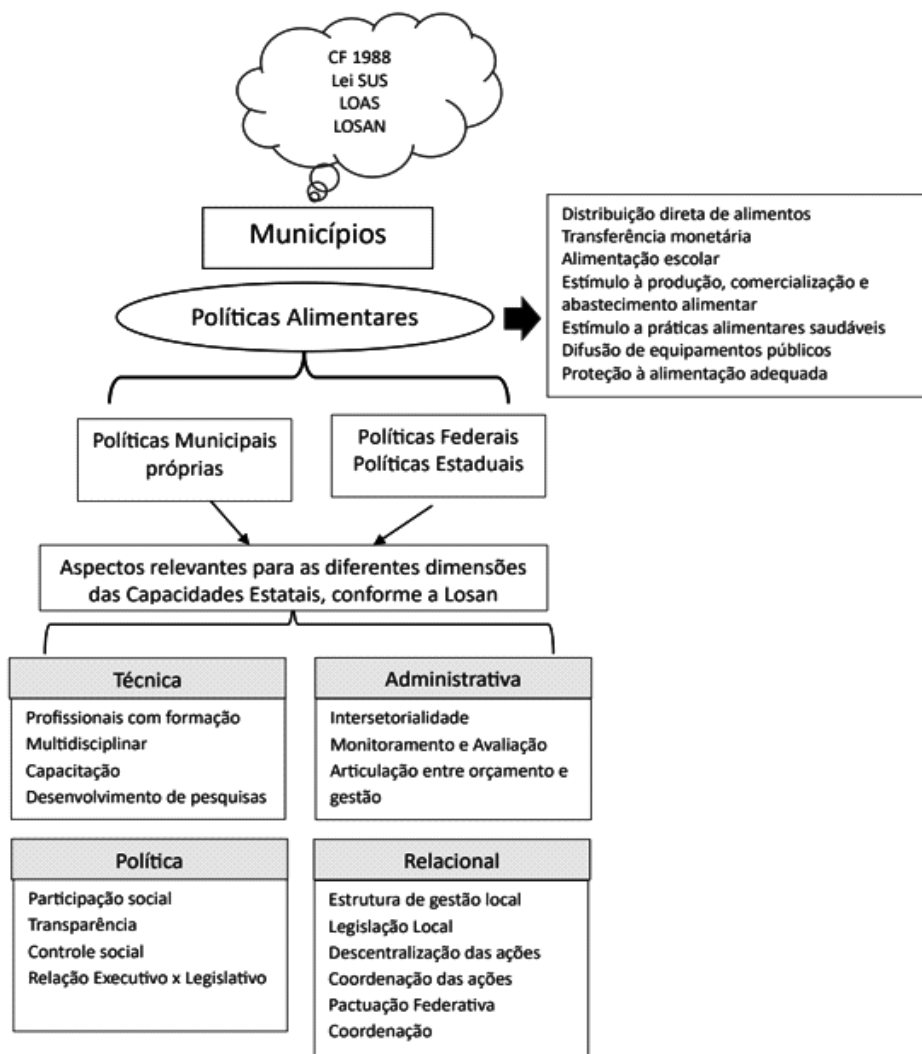 CF 1988
Lei SUS
LOAS
LOSAN
Municípios
Políticas Alimentares
Distribuição direta de alimentos
Transferência monetária
Alimentação escolar
Estímulo à produção, comercialização e
abastecimento alimentar
Estímulo a práticas alimentares saudáveis
Difusão de equipamentos públicos
Proteção à alimentação adequada
Políticas Municipais
próprias
Políticas Federais
Políticas Estaduais
Aspectos relevantes para as diferentes dimensões
das Capacidades Estatais, conforme a Losan
Técnica
Profissionais com formação
Multidisciplinar
Capacitação
Desenvolvimento de pesquisas
Administrativa
Intersetorialidade
Monitoramento e Avaliação
Articulação entre orçamento e
gestão
Política
Participação social
Transparência
Controle social
Relação Executivo x Legislativo
Relacional
Estrutura de gestão local
Legislação Local
Descentralização das ações
Coordenação das ações
Pactuação Federativa
Coordenação